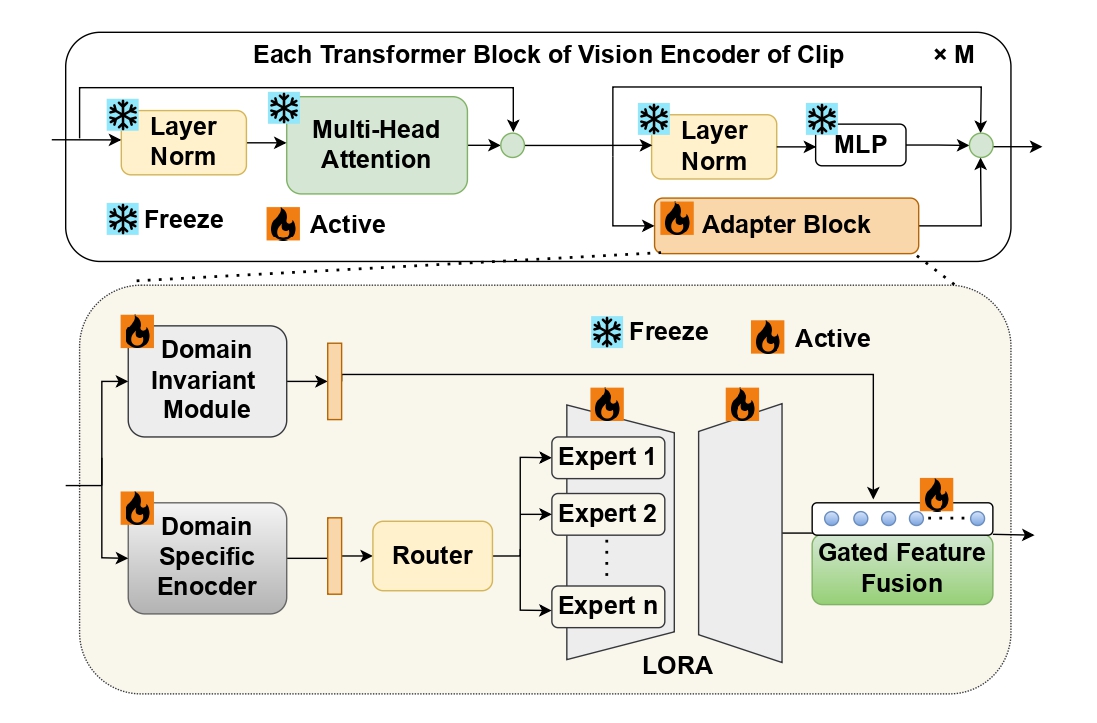 Each Transformer Block of Vision Encoder of Clip
× M
Layer
Norm
Multi-Head
Attention
Layer
Norm
MLP
Freeze
Active
Adapter Block
Freeze
Active
Domain
Invariant
Module
Domain
Specific
Enocder
Router
Expert 1
Expert 2
Expert n
LORA
Gated Feature
Fusion